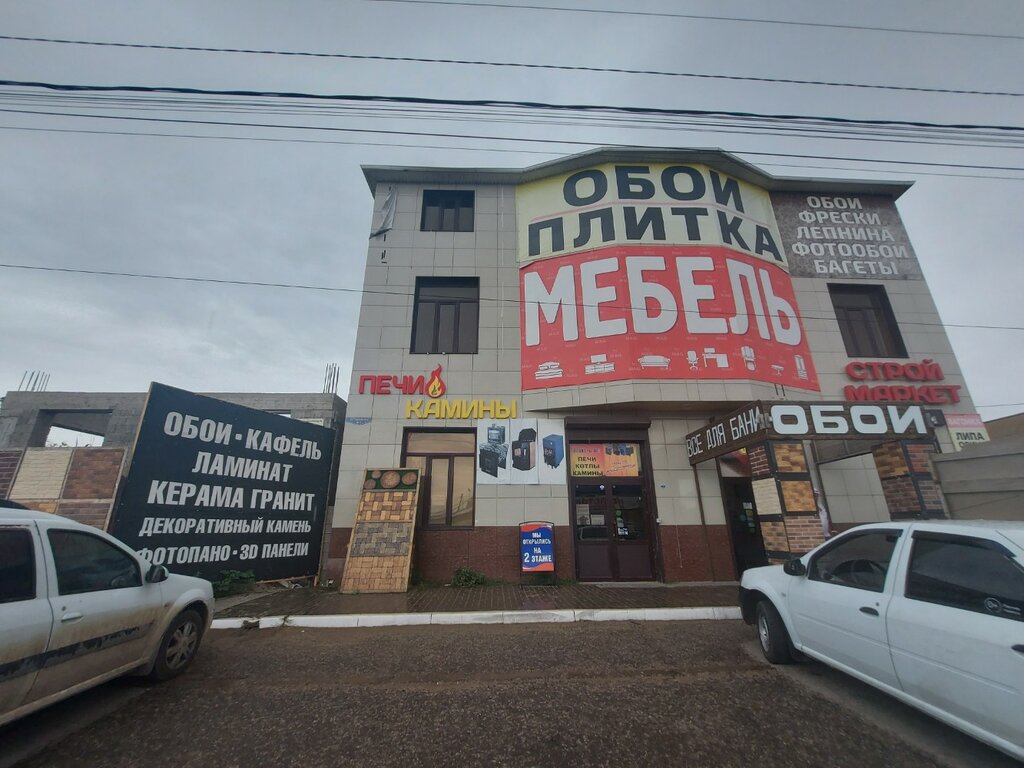 ОБОИ
ПЛИТКА
МЕБЕЛЬ
ОБОИ
ФРЕСКИ
ЛЕПНИНА
ФОТООБОИ
БАГЕТЫ
ПЕЧИ
КАМИНЫ
СТРОЙ
МАРКЕТ
ВСЕ ДЛЯ БАНИ
ОБОИ
ЛИПА
ОБОИ • КАФЕЛЬ
ЛАМИНАТ
КЕРАМА ГРАНИТ
ДЕКОРАТИВНЫЙ КАМЕНЬ
ФОТОПАНО • 3D ПАНЕЛИ
ПЕЧИ
КОТЛЫ
КАМИНЫ
МЫ
ОТКРЫЛИСЬ
НА
2 ЭТАЖЕ